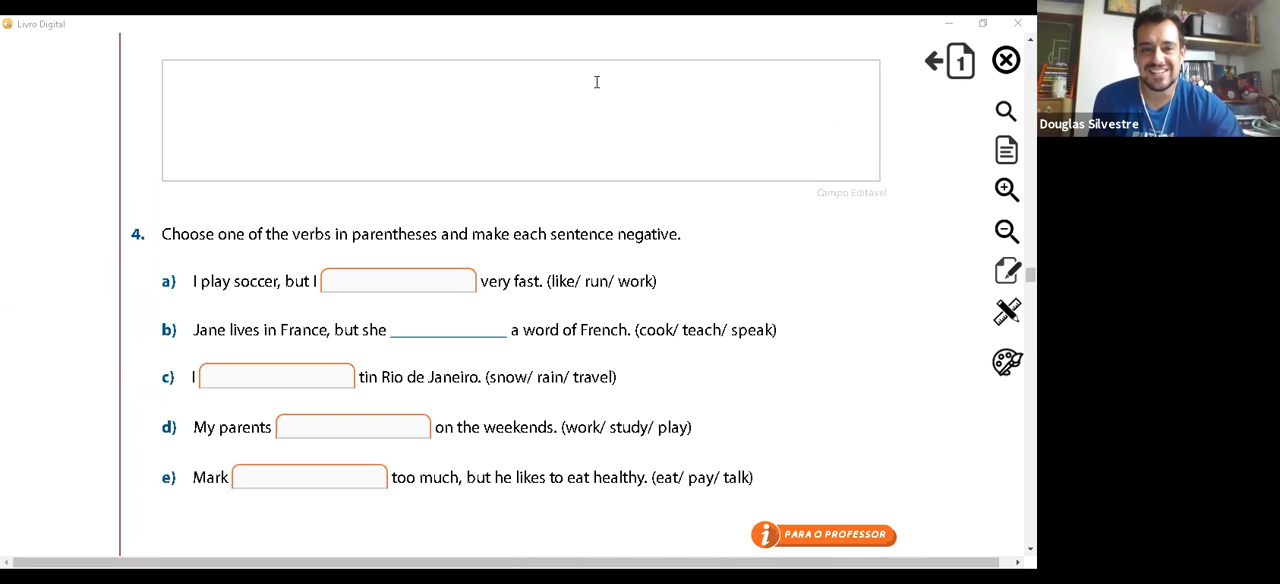 Livro Digital
1
Douglas Silvestre
Campo Editável
4. Choose one of the verbs in parentheses and make each sentence negative.
a) I play soccer, but I very fast. (like/ run/ work)
b) Jane lives in France, but she ____________ a word of French. (cook/ teach/ speak)
c) I tin Rio de Janeiro. (snow/ rain/ travel)
d) My parents on the weekends. (work/ study/ play)
e) Mark too much, but he likes to eat healthy. (eat/ pay/ talk)
i PARA O PROFESSOR